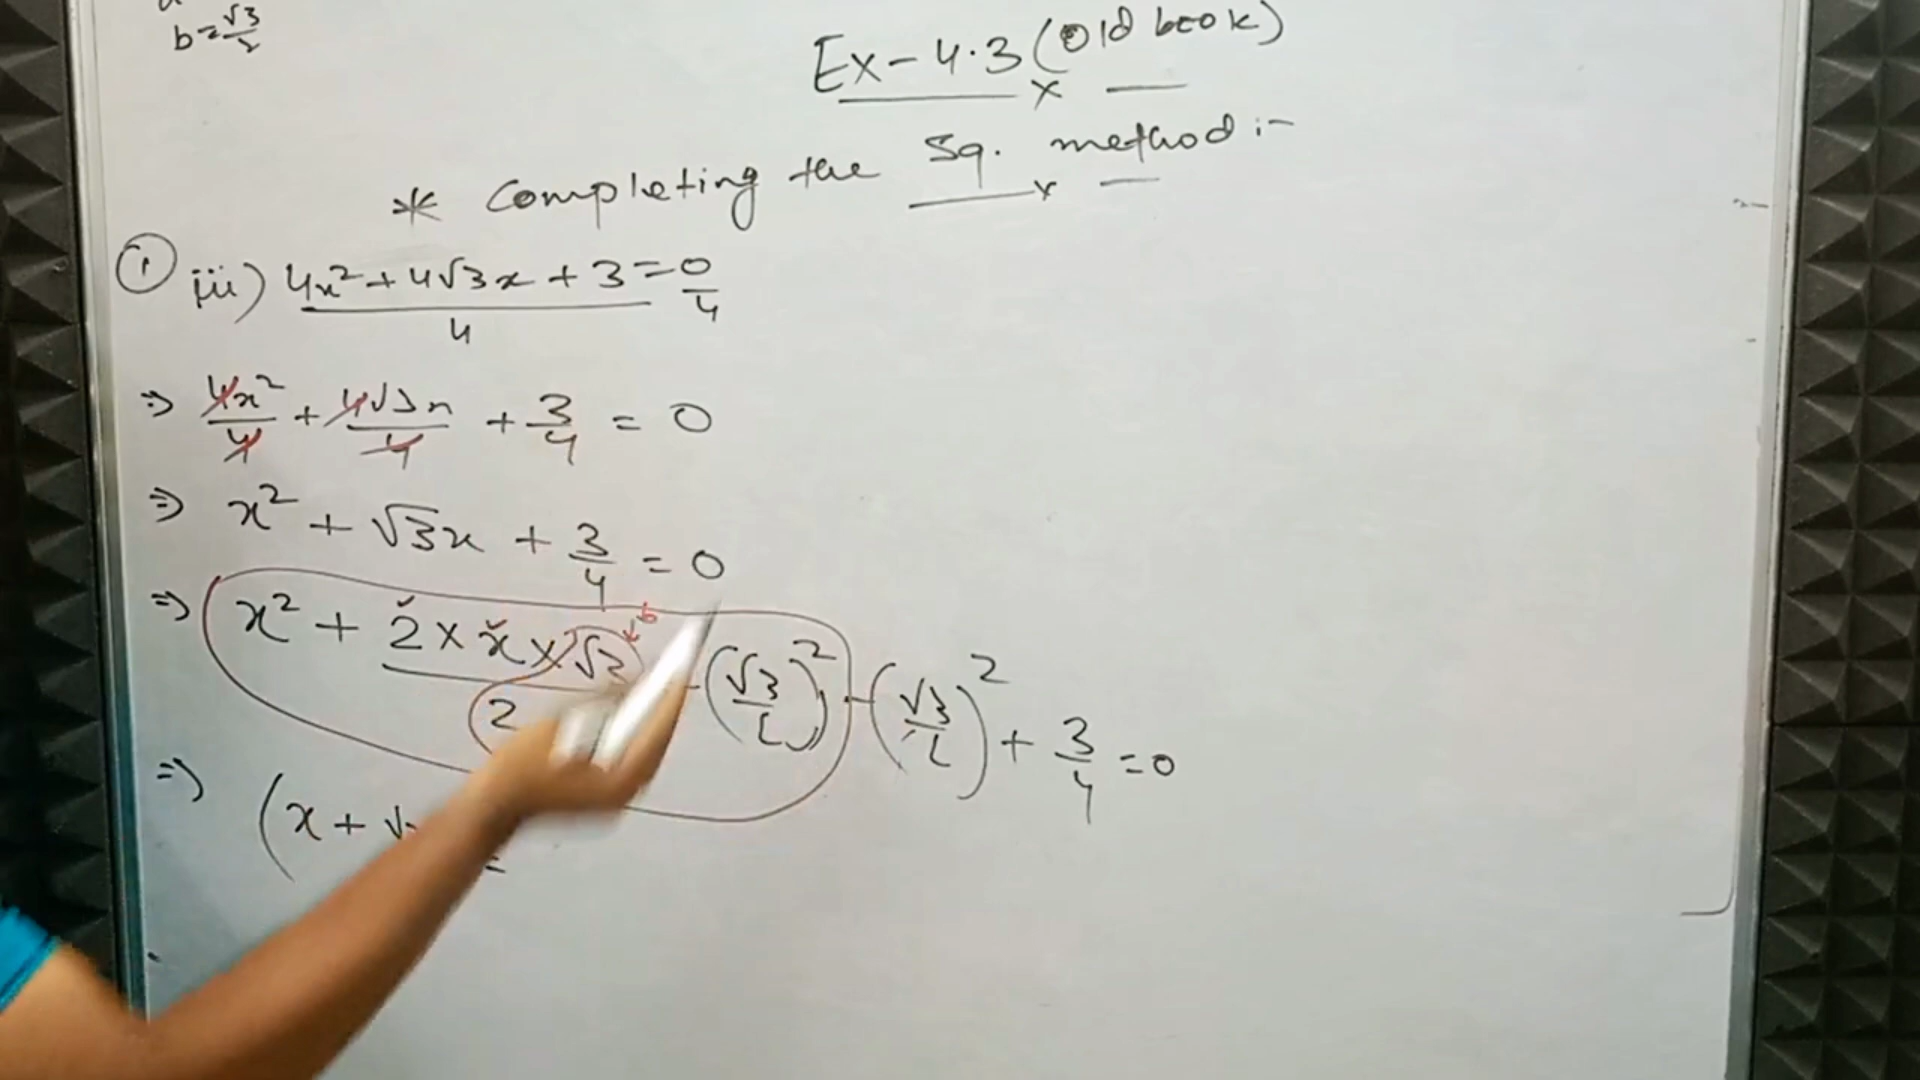 b = √3/2
Ex - 4.3 (old book)
* Completing the Sq. method :-
① iii) 4x² + 4√3x + 3 / 4 = 0/4
⇒ 4x²/4 + 4√3x/4 + 3/4 = 0
⇒ x² + √3x + 3/4 = 0
⇒ x² + 2 × x × √3/2 (√3/2)² - (√3/2)² + 3/4 = 0
b
⇒ (x + √